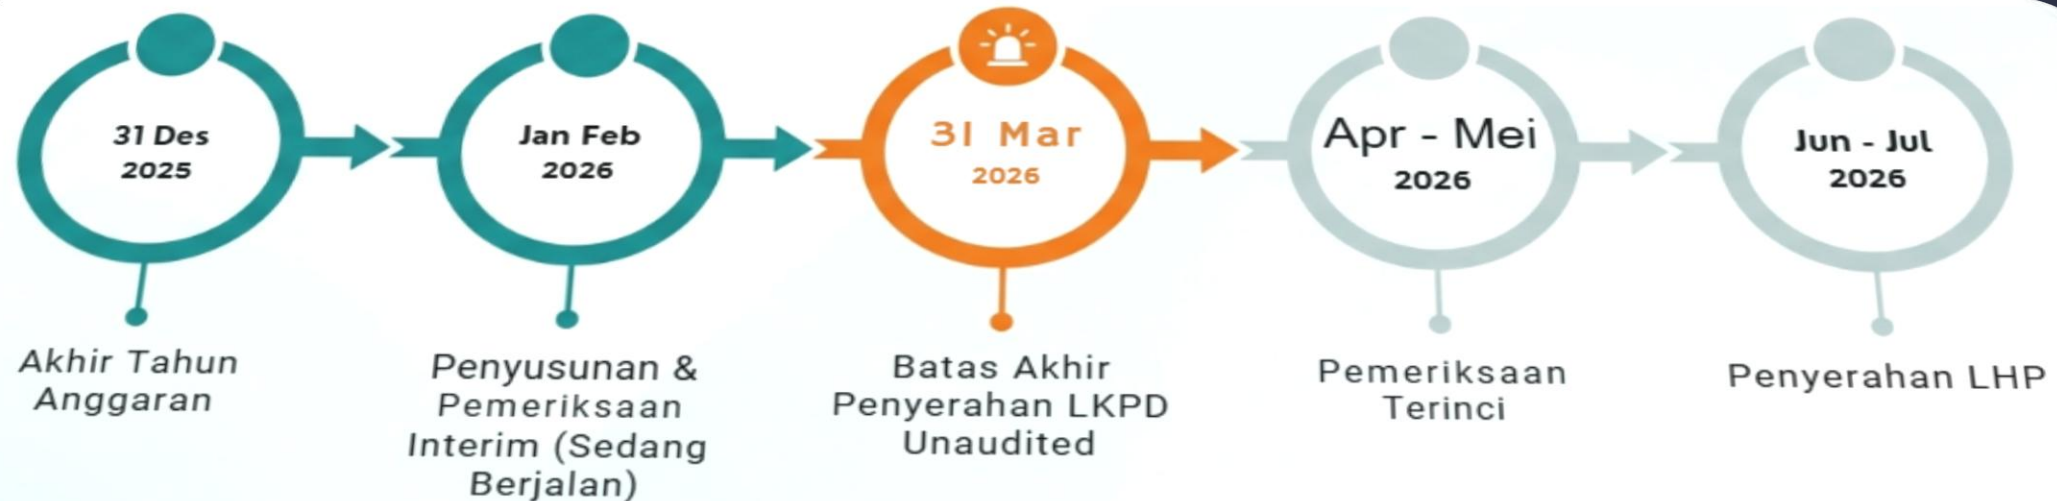 31 Des
2025
Akhir Tahun
Anggaran
Jan Feb
2026
Penyusunan &
Pemeriksaan
Interim (Sedang
Berjalan)
31 Mar
2026
Batas Akhir
Penyerahan LKPD
Unaudited
Apr - Mei
2026
Pemeriksaan
Terinci
Jun - Jul
2026
Penyerahan LHP